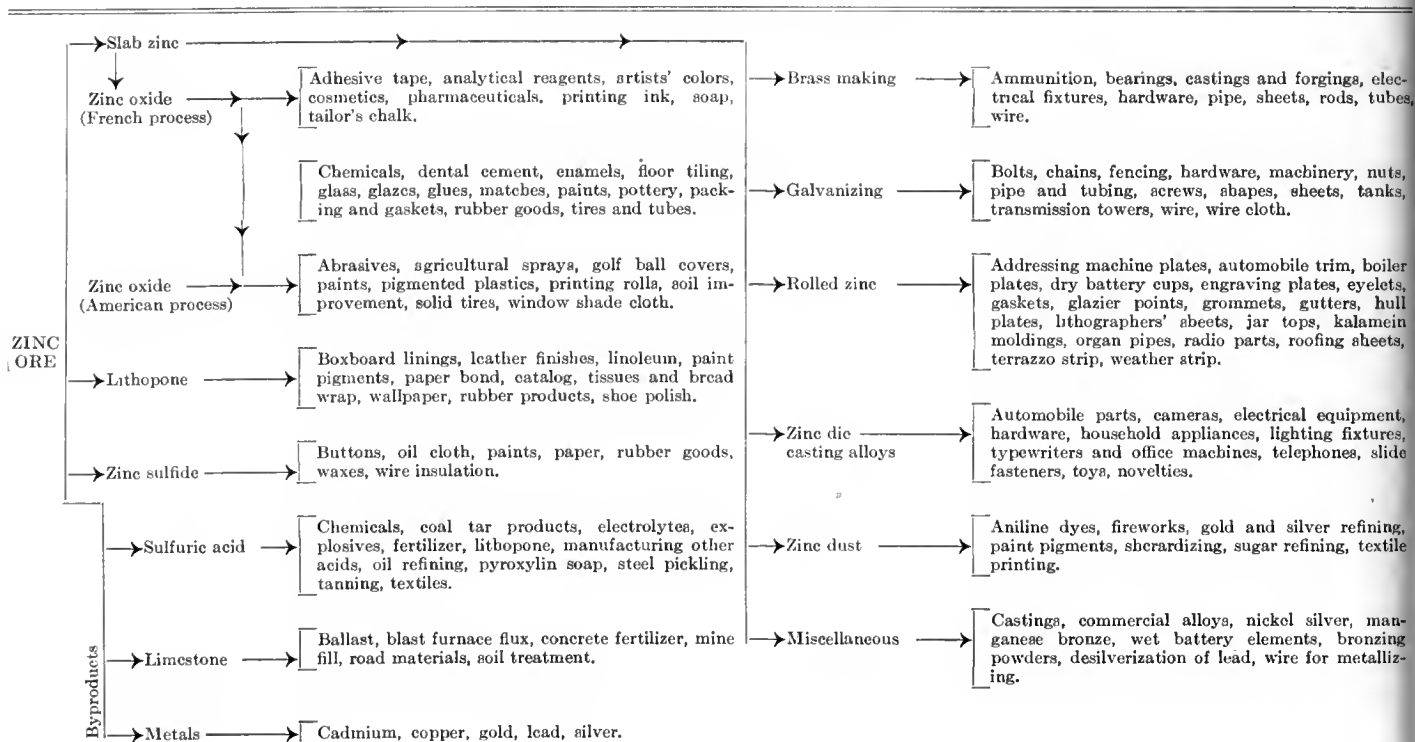 ZINC
ORE
Slab zinc
Zinc oxide
(French process)
Adhesive tape, analytical reagents, artists' colors,
cosmetics, pharmaceuticals. printing ink, soap,
tailor's chalk.
Chemicals, dental cement, enamels, floor tiling,
glass, glazes, glues, matches, paints, pottery, pack-
ing and gaskets, rubber goods, tires and tubes.
Zinc oxide
(American process)
Abrasives, agricultural sprays, golf ball covers,
paints, pigmented plastics, printing rolls, soil im-
provement, solid tires, window shade cloth.
Lithopone
Boxboard linings, leather finishes, linoleum, paint
pigments, paper bond, catalog, tissues and bread
wrap, wallpaper, rubber products, shoe polish.
Zinc sulfide
Buttons, oil cloth, paints, paper, rubber goods,
waxes, wire insulation.
Byproducts
Sulfuric acid
Chemicals, coal tar products, electrolytes, ex-
plosives, fertilizer, lithopone, manufacturing other
acids, oil refining, pyroxylin soap, steel pickling,
tanning, textiles.
Limestone
Ballast, blast furnace flux, concrete fertilizer, mine
fill, road materials, soil treatment.
Metals
Cadmium, copper, gold, lead, silver.
Brass making
Ammunition, bearings, castings and forgings, elec-
trical fixtures, hardware, pipe, sheets, rods, tubes,
wire.
Galvanizing
Bolts, chains, fencing, hardware, machinery, nuts,
pipe and tubing, screws, shapes, sheets, tanks,
transmission towers, wire, wire cloth.
Rolled zinc
Addressing machine plates, automobile trim, boiler
plates, dry battery cups, engraving plates, eyelets,
gaskets, glazier points, grommets, gutters, hull
plates, lithographers' sheets, jar tops, kalamein
moldings, organ pipes, radio parts, roofing sheets,
terrazzo strip, weather strip.
Zinc die
casting alloys
Automobile parts, cameras, electrical equipment,
hardware, household appliances, lighting fixtures,
typewriters and office machines, telephones, slide
fasteners, toys, novelties.
Zinc dust
Aniline dyes, fireworks, gold and silver refining,
paint pigments, sherardizing, sugar refining, textile
printing.
Miscellaneous
Castings, commercial alloys, nickel silver, man-
ganese bronze, wet battery elements, bronzing
powders, desilverization of lead, wire for metalliz-
ing.